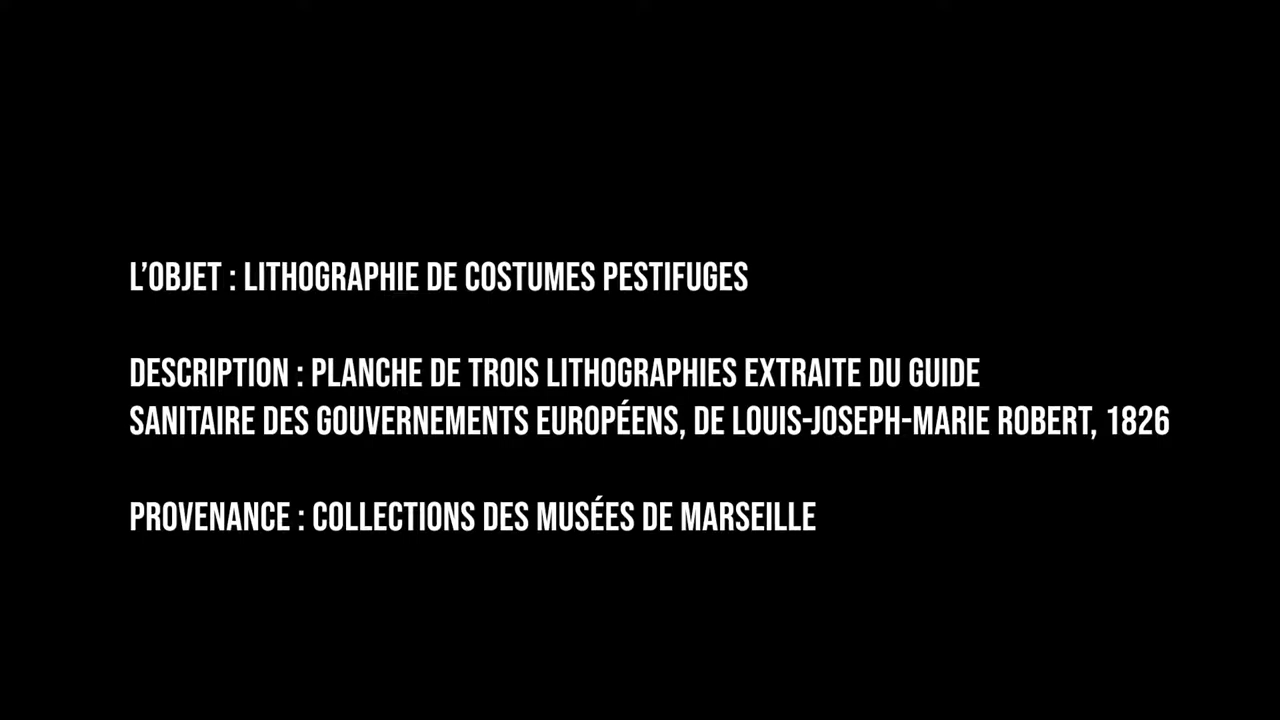 L'OBJET : LITHOGRAPHIE DE COSTUMES PESTIFUGES
DESCRIPTION : PLANCHE DE TROIS LITHOGRAPHIES EXTRAITE DU GUIDE
SANITAIRE DES GOUVERNEMENTS EUROPÉENS, DE LOUIS-JOSEPH-MARIE ROBERT, 1826
PROVENANCE : COLLECTIONS DES MUSÉES DE MARSEILLE